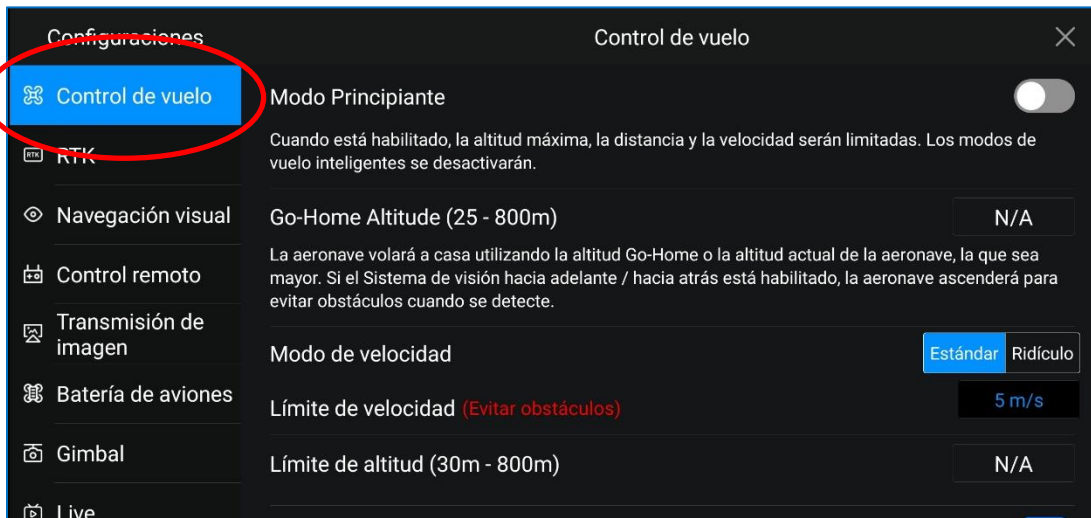 Configuraciones
Control de vuelo
Control de vuelo
RTK
RTK
Navegación visual
Control remoto
Transmisión de
imagen
Batería de aviones
Gimbal
Live
Modo Principiante
Cuando está habilitado, la altitud máxima, la distancia y la velocidad serán limitadas. Los modos de
vuelo inteligentes se desactivarán.
Go-Home Altitude (25 - 800m)
N/A
La aeronave volará a casa utilizando la altitud Go-Home o la altitud actual de la aeronave, la que sea
mayor. Si el Sistema de visión hacia adelante / hacia atrás está habilitado, la aeronave ascenderá para
evitar obstáculos cuando se detecte.
Modo de velocidad
Estándar Ridículo
Límite de velocidad (Evitar obstáculos)
5 m/s
Límite de altitud (30m - 800m)
N/A